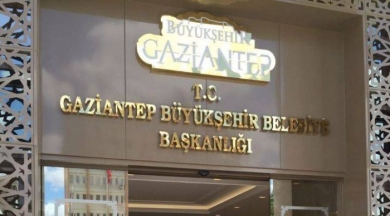 BÜYÜKŞEHİR
GAZİANTEP
T.C.
GAZİANTEP BÜYÜKŞEHİR BELEDİYE
BAŞKANLIĞI